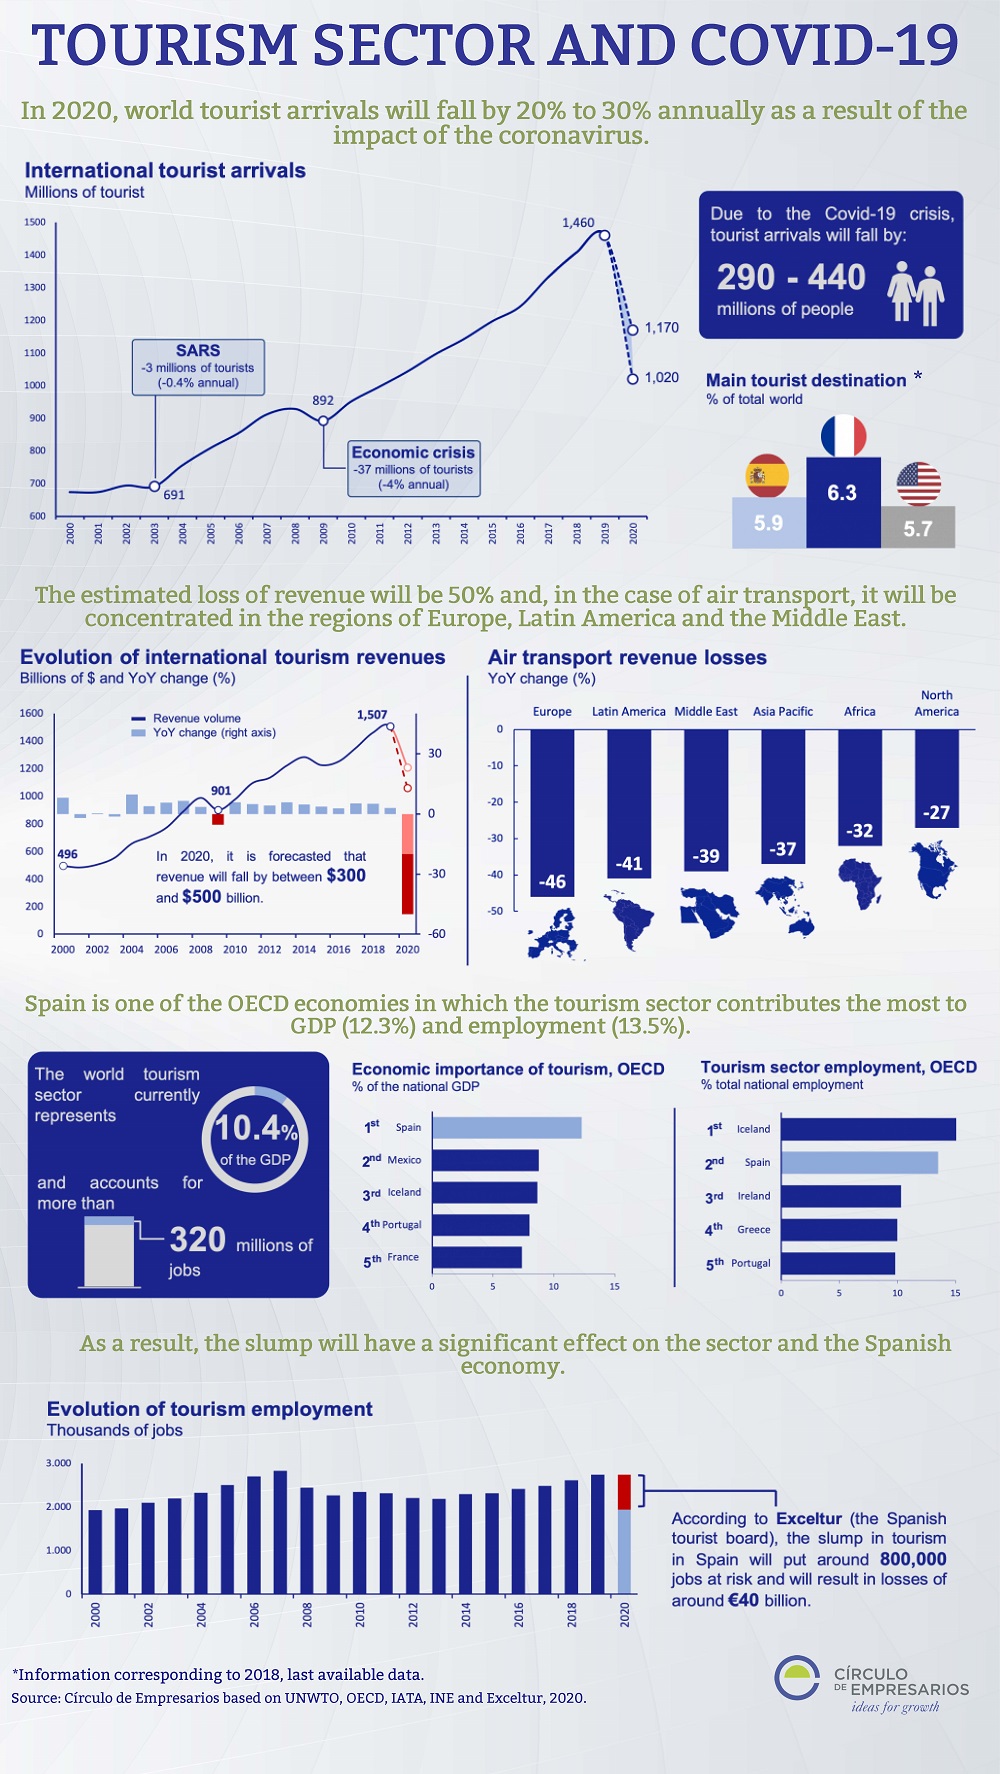 TOURISM SECTOR AND COVID-19
In 2020, world tourist arrivals will fall by 20% to 30% annually as a result of the
impact of the coronavirus.
International tourist arrivals
Millions of tourist
1500
1400
1300
1200
1100
1000
900
800
700
600
2000 2001 2002 2003 2004 2005 2006 2007 2008 2009 2010 2011 2012 2013 2014 2015 2016 2017 2018 2019 2020
1,460
1,170
1,020
SARS
-3 millions of tourists
(-0.4% annual)
691
892
Economic crisis
-37 millions of tourists
(-4% annual)
Due to the Covid-19 crisis,
tourist arrivals will fall by:
290 - 440
millions of people
Main tourist destination *
% of total world
5.9
6.3
5.7
The estimated loss of revenue will be 50% and, in the case of air transport, it will be
concentrated in the regions of Europe, Latin America and the Middle East.
Evolution of international tourism revenues
Billions of $ and YoY change (%)
1600
1400
1200
1000
800
600
400
200
0
Revenue volume
YoY change (right axis)
1,507
901
496
30
0
-30
-60
In 2020, it is forecasted that
revenue will fall by between $300
and $500 billion.
2000 2002 2004 2006 2008 2010 2012 2014 2016 2018 2020
Air transport revenue losses
YoY change (%)
Europe Latin America Middle East Asia Pacific Africa North
America
0
-10
-20
-30
-40
-50
-46
-41
-39
-37
-32
-27
Spain is one of the OECD economies in which the tourism sector contributes the most to
GDP (12.3%) and employment (13.5%).
The world tourism
sector currently
represents
10.4%
of the GDP
and accounts for
more than
320 millions of
jobs
Economic importance of tourism, OECD
% of the national GDP
1st Spain
2nd Mexico
3rd Iceland
4th Portugal
5th France
0 5 10 15
Tourism sector employment, OECD
% total national employment
1st Iceland
2nd Spain
3rd Ireland
4th Greece
5th Portugal
0 5 10 15
As a result, the slump will have a significant effect on the sector and the Spanish
economy.
Evolution of tourism employment
Thousands of jobs
3.000
2.000
1.000
0
2000 2002 2004 2006 2008 2010 2012 2014 2016 2018 2020
According to Exceltur (the Spanish
tourist board), the slump in tourism
in Spain will put around 800,000
jobs at risk and will result in losses of
around €40 billion.
*Information corresponding to 2018, last available data.
Source: Círculo de Empresarios based on UNWTO, OECD, IATA, INE and Exceltur, 2020.
CÍRCULO
DE EMPRESARIOS
ideas for growth